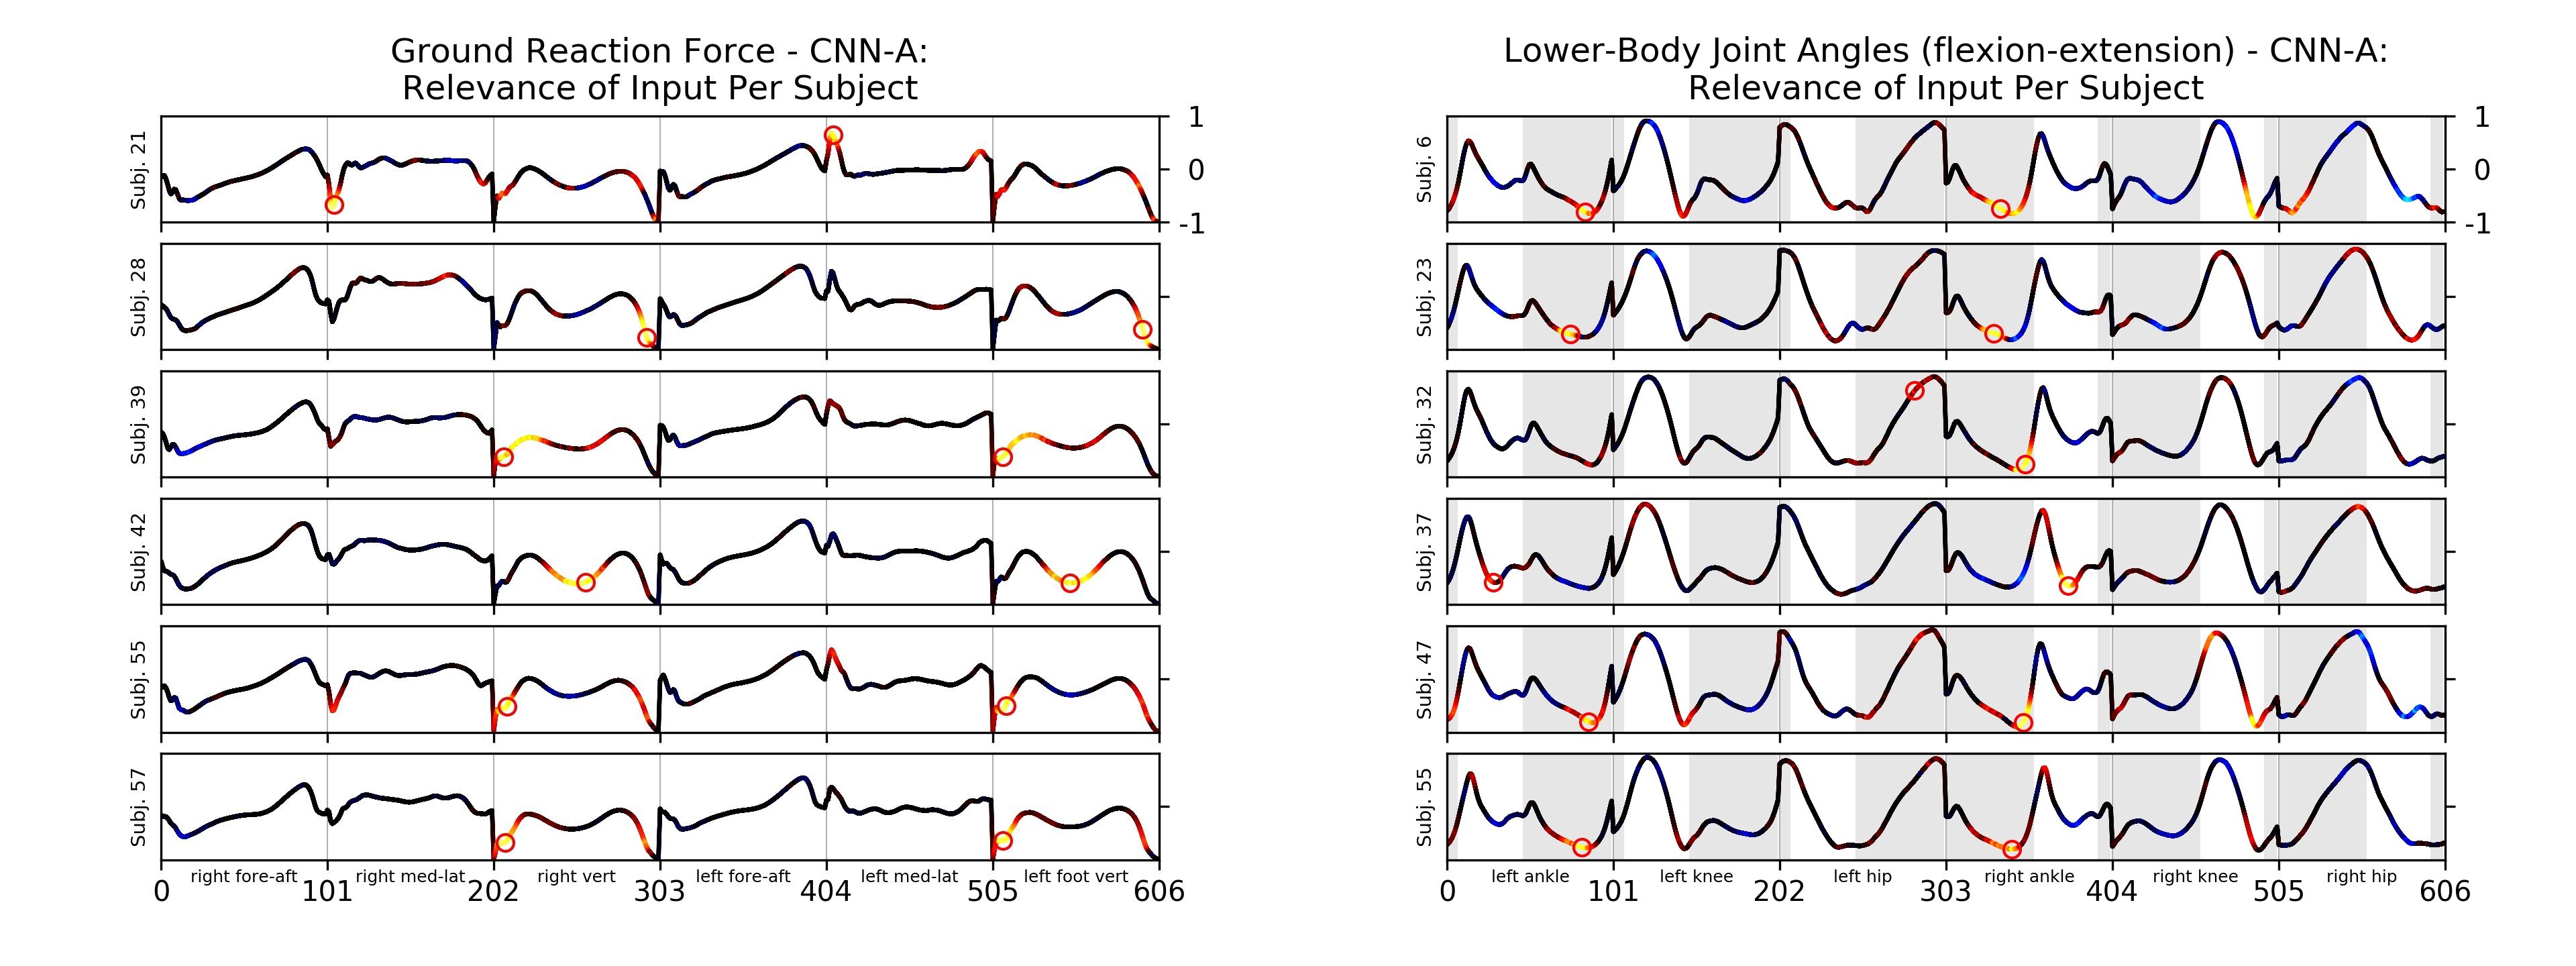 Ground Reaction Force - CNN-A:
Relevance of Input Per Subject
Subj. 21
1
0
-1
Subj. 28
Subj. 39
Subj. 42
Subj. 55
Subj. 57
right fore-aft right med-lat right vert left fore-aft left med-lat left foot vert
0 101 202 303 404 505 606
Lower-Body Joint Angles (flexion-extension) - CNN-A:
Relevance of Input Per Subject
Subj. 6
1
0
-1
Subj. 23
Subj. 32
Subj. 37
Subj. 47
Subj. 55
left ankle left knee left hip right ankle right knee right hip
0 101 202 303 404 505 606